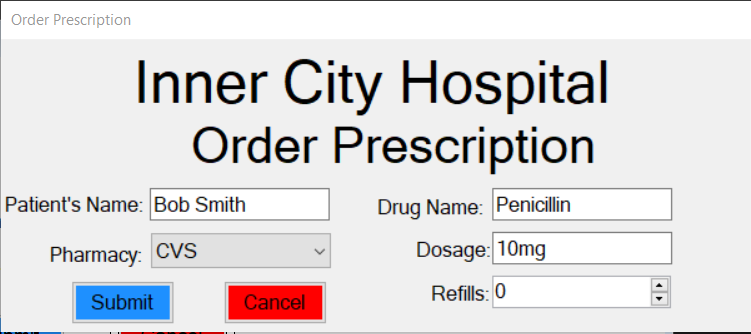 Order Prescription
Inner City Hospital
Order Prescription
Patient's Name: Bob Smith
Drug Name: Penicillin
Pharmacy: CVS
Dosage: 10mg
Refills: 0
Submit
Cancel